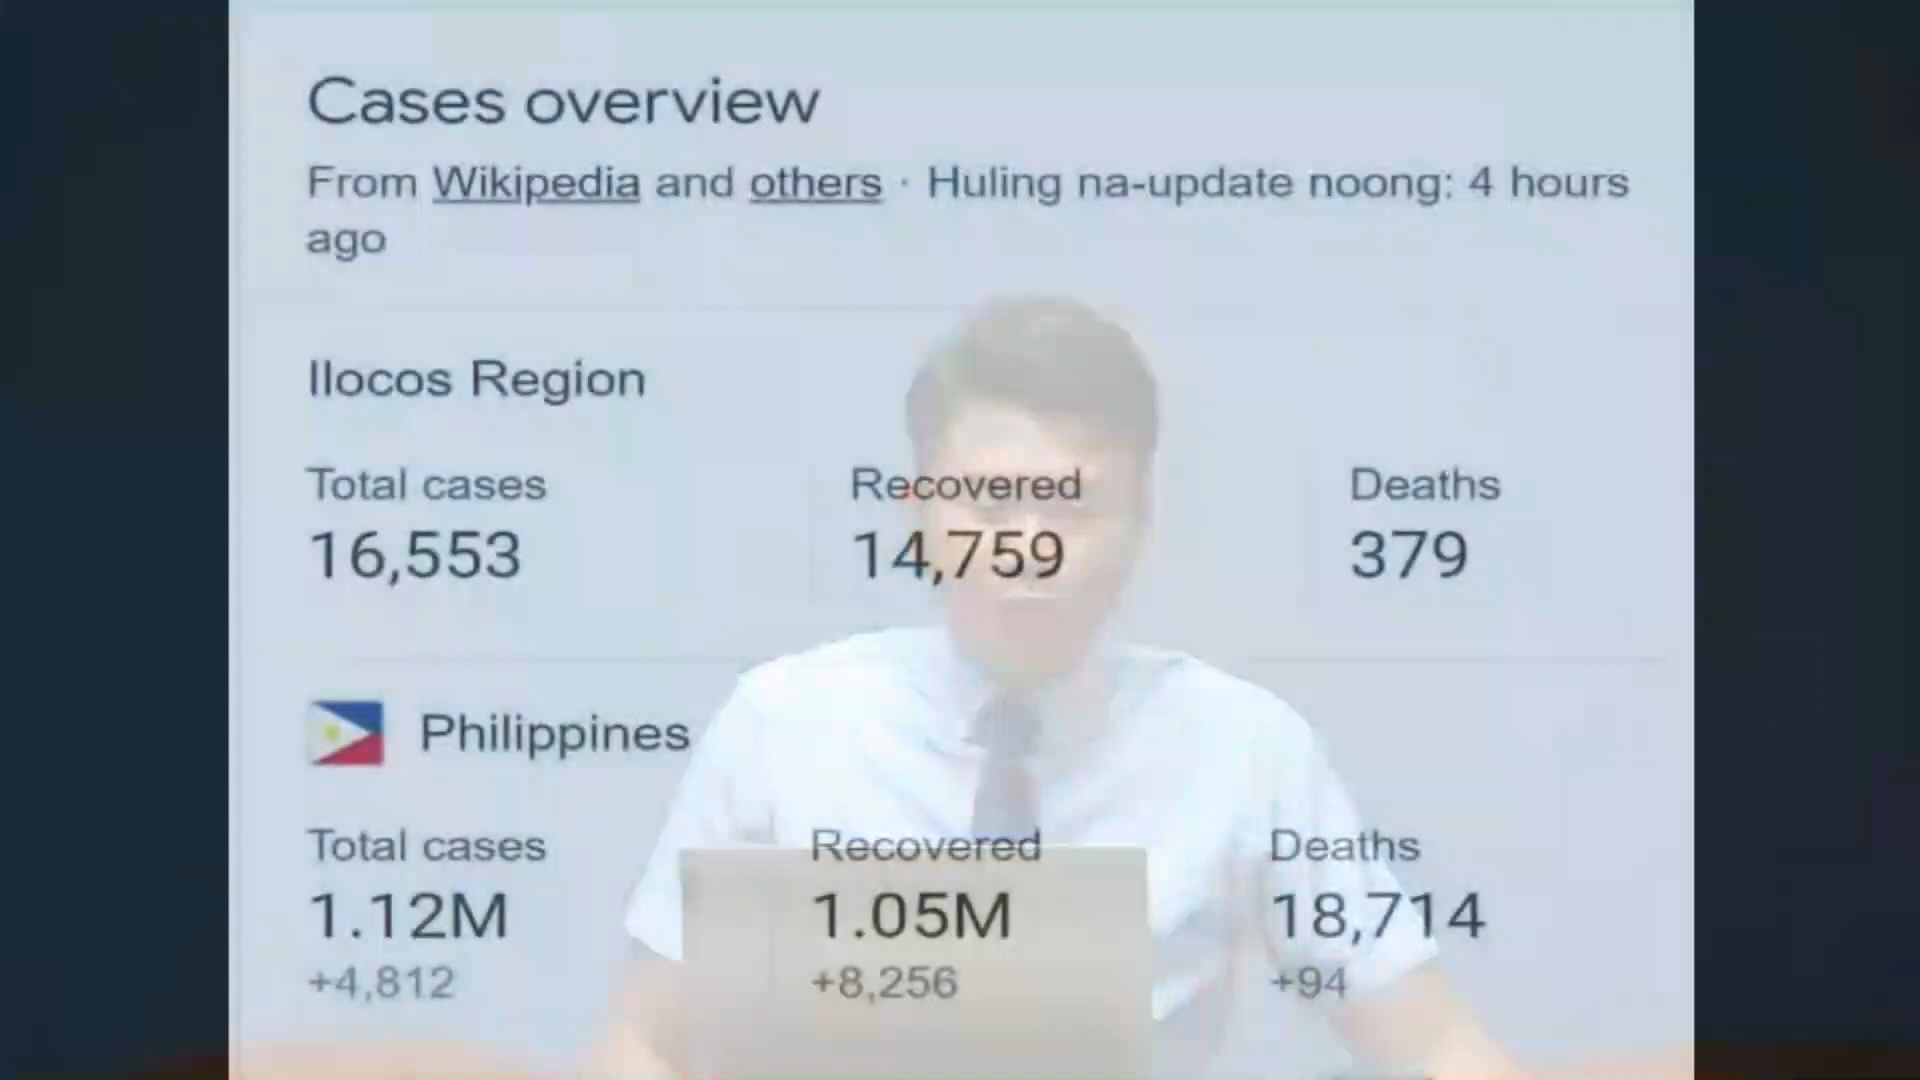 Cases overview
From Wikipedia and others · Huling na-update noong: 4 hours
ago
Ilocos Region
Total cases Recovered Deaths
16,553 14,759 379
Philippines
Total cases Recovered Deaths
1.12M 1.05M 18,714
+4,812 +8,256 +94